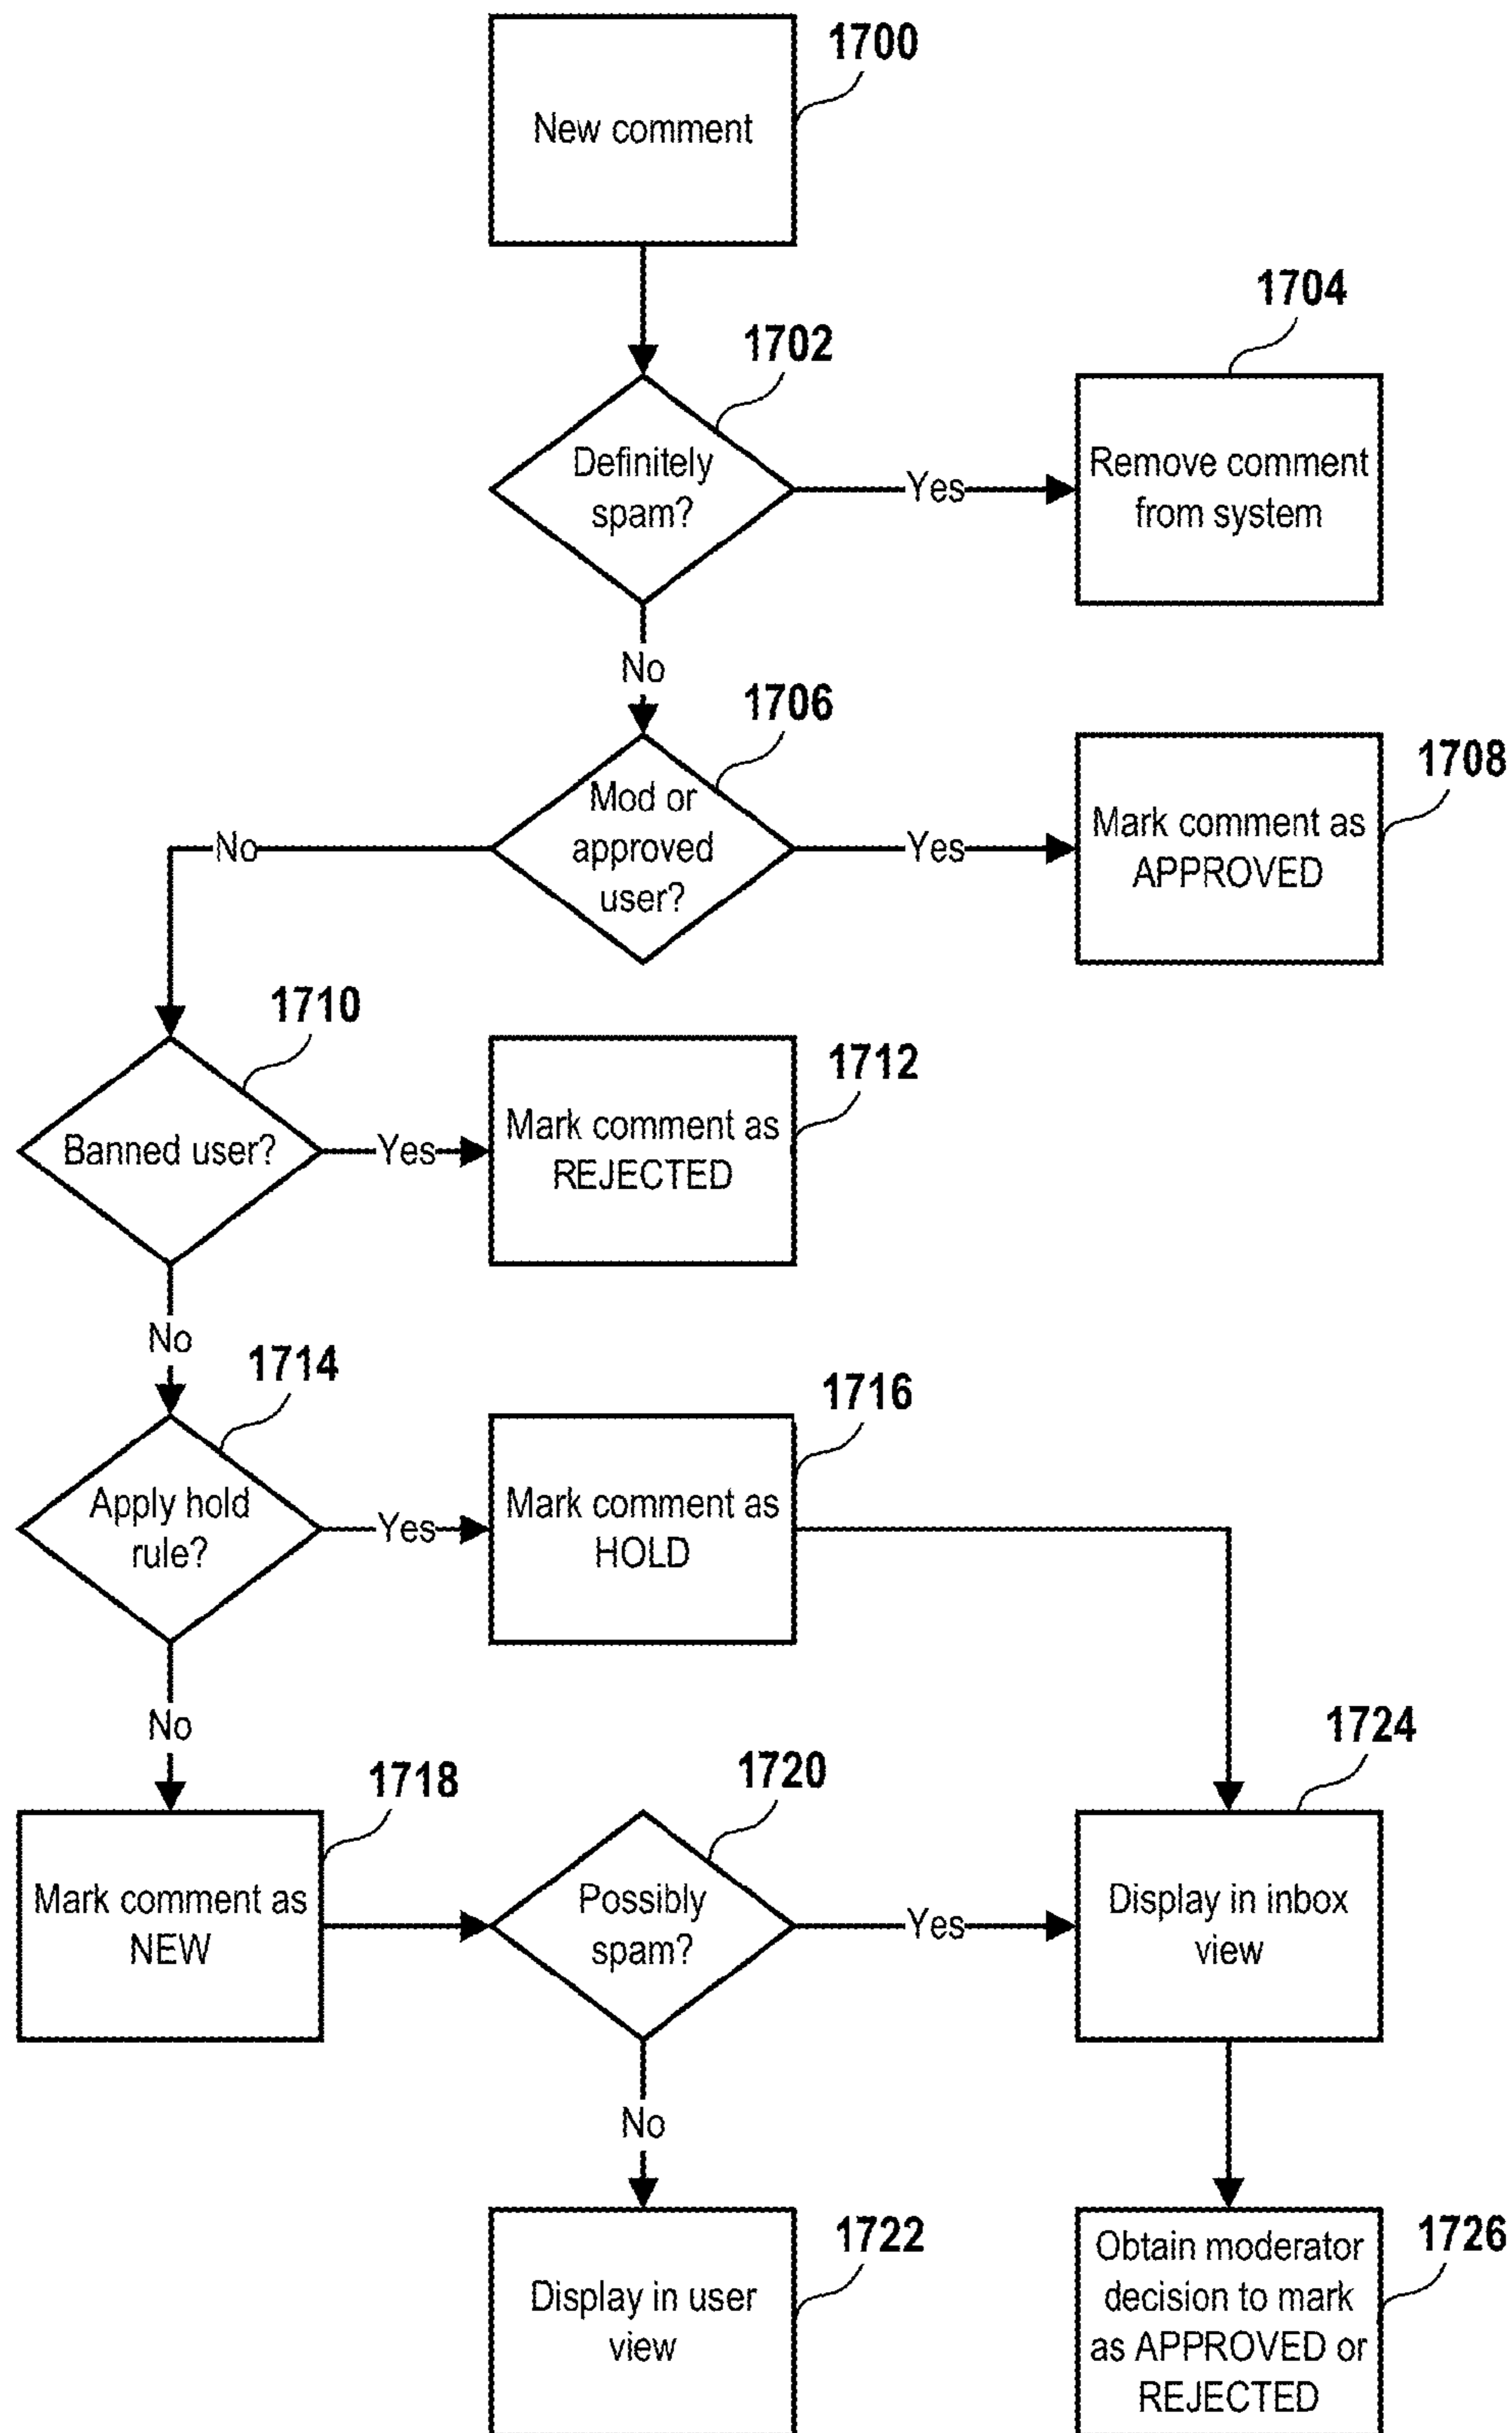 1700
New comment
1702
1704
Definitely
spam?
Yes
Remove comment
from system
No
1706
1708
Mod or
approved
user?
No
Yes
Mark comment as
APPROVED
1710
1712
Banned user?
Yes
Mark comment as
REJECTED
No
1714
1716
Apply hold
rule?
Yes
Mark comment as
HOLD
No
1718
1720
1724
Mark comment as
NEW
Possibly
spam?
Yes
Display in inbox
view
No
1722
1726
Display in user
view
Obtain moderator
decision to mark
as APPROVED or
REJECTED